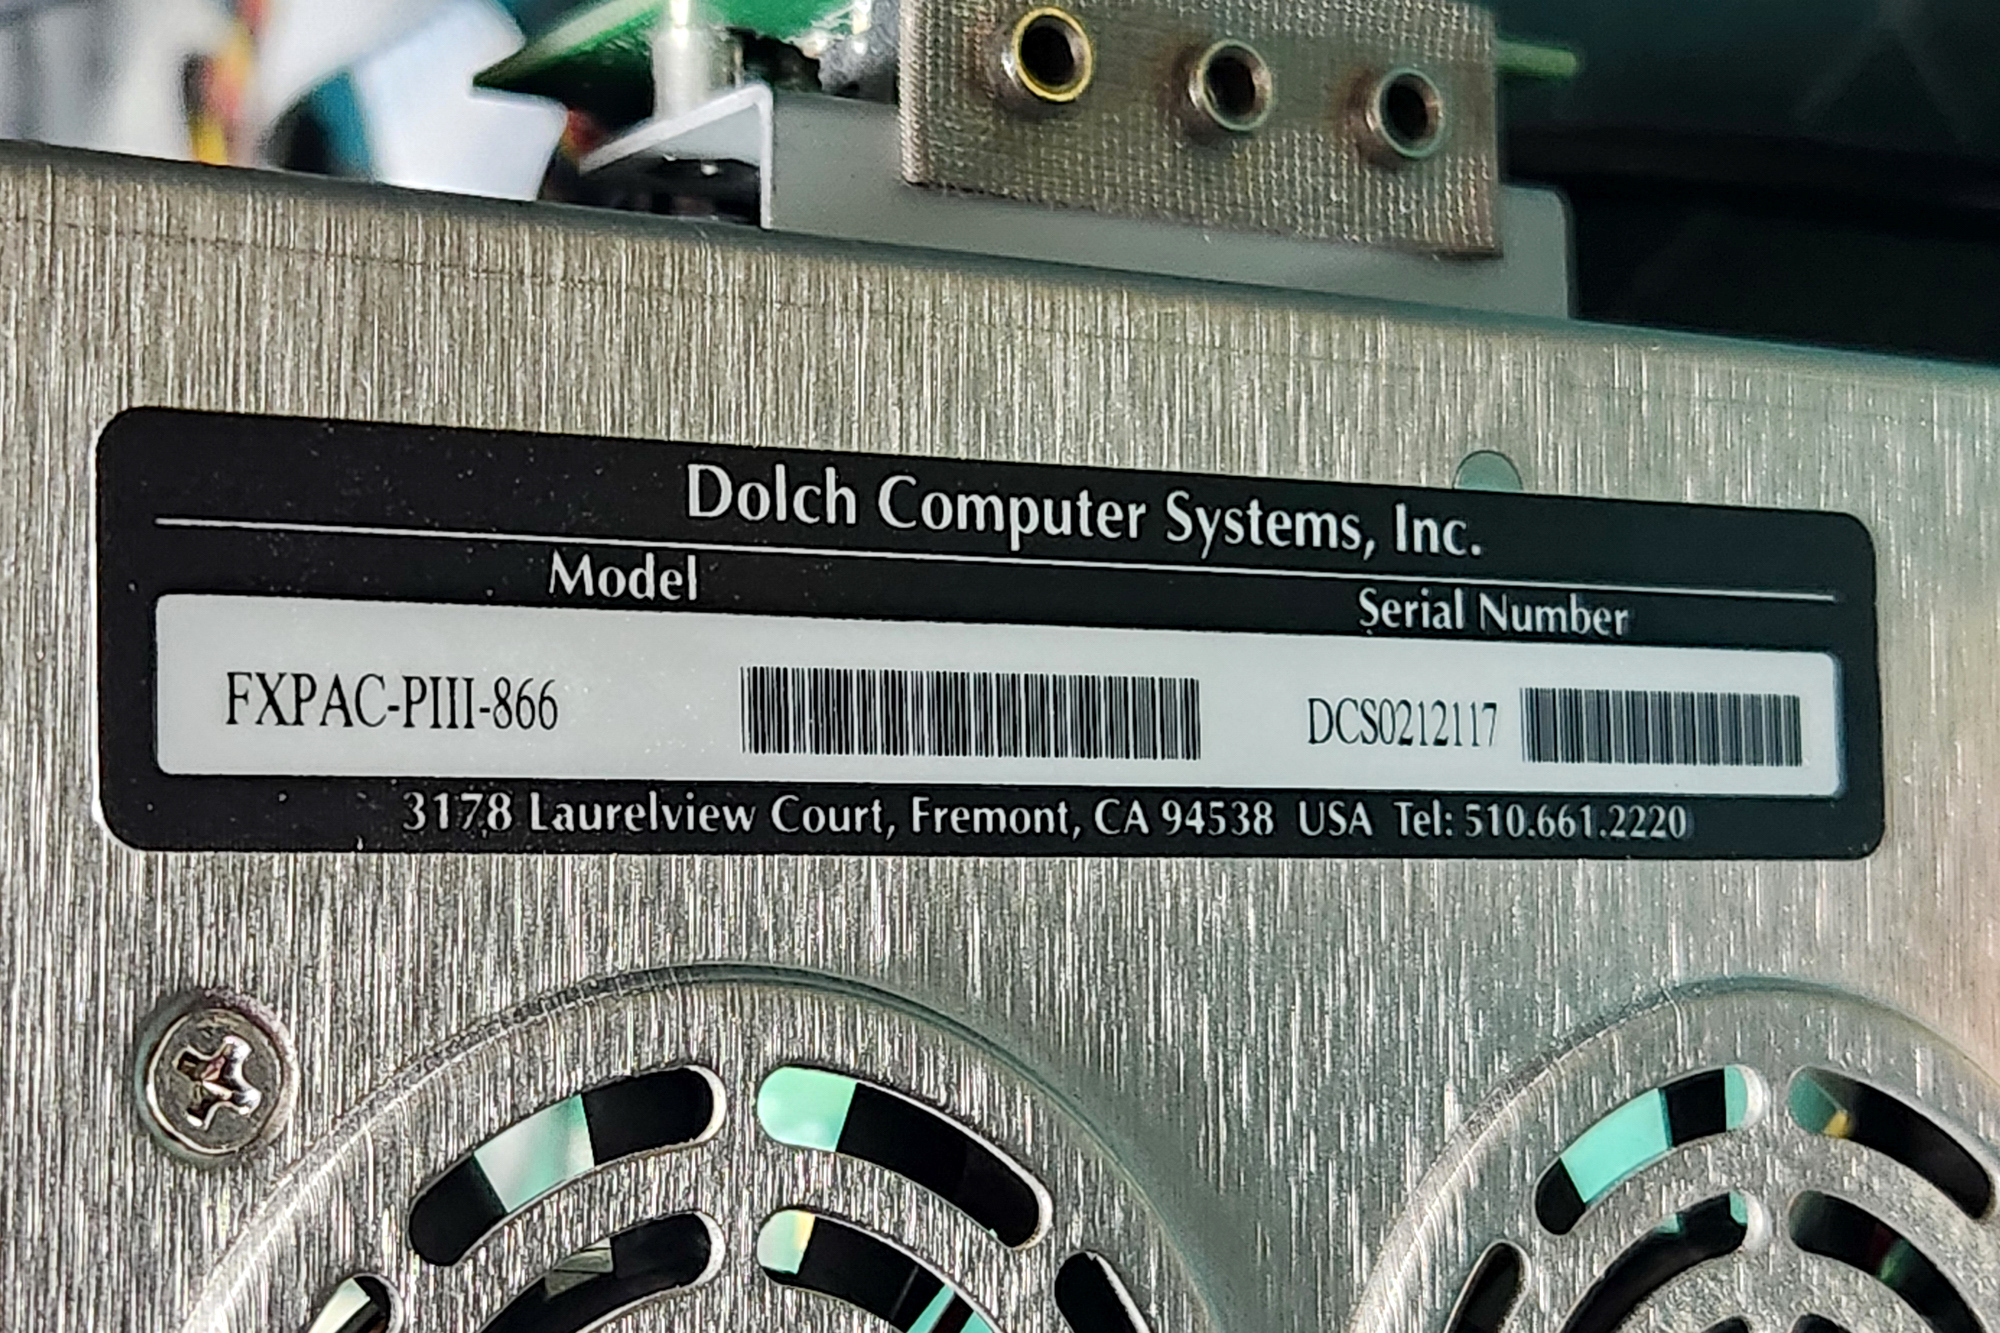 Dolch Computer Systems, Inc.
Model Serial Number
FXPAC-PIII-866 DCS0212117
3178 Laurelview Court, Fremont, CA 94538 USA Tel: 510.661.2220